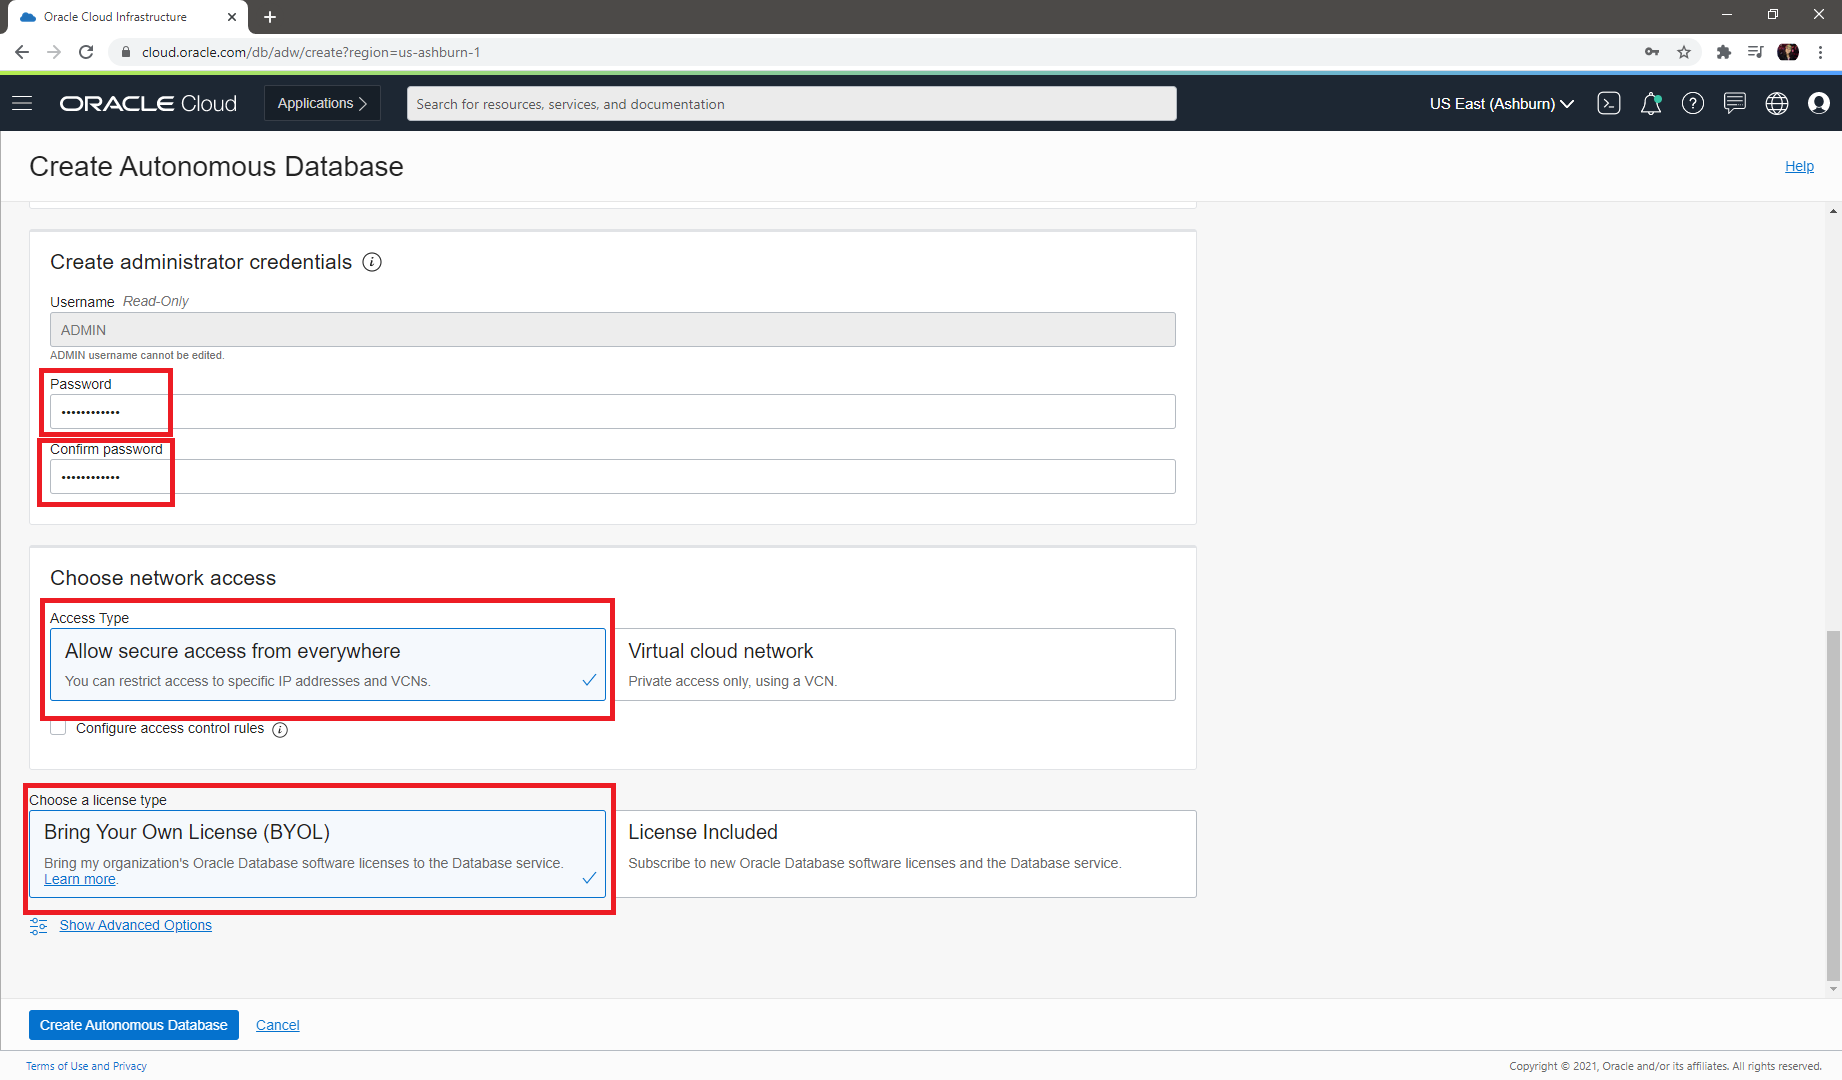 Oracle Cloud Infrastructure
cloud.oracle.com/db/adw/create?region=us-ashburn-1
ORACLE Cloud
Applications
Search for resources, services, and documentation
US East (Ashburn)
Create Autonomous Database
Help
Create administrator credentials
Username Read-Only
ADMIN
ADMIN username cannot be edited.
Password
••••••••••••
Confirm password
••••••••••••
Choose network access
Access Type
Allow secure access from everywhere
You can restrict access to specific IP addresses and VCNs.
Virtual cloud network
Private access only, using a VCN.
Configure access control rules
Choose a license type
Bring Your Own License (BYOL)
Bring my organization's Oracle Database software licenses to the Database service.
Learn more.
License Included
Subscribe to new Oracle Database software licenses and the Database service.
Show Advanced Options
Create Autonomous Database
Cancel
Terms of Use and Privacy
Copyright © 2021, Oracle and/or its affiliates. All rights reserved.